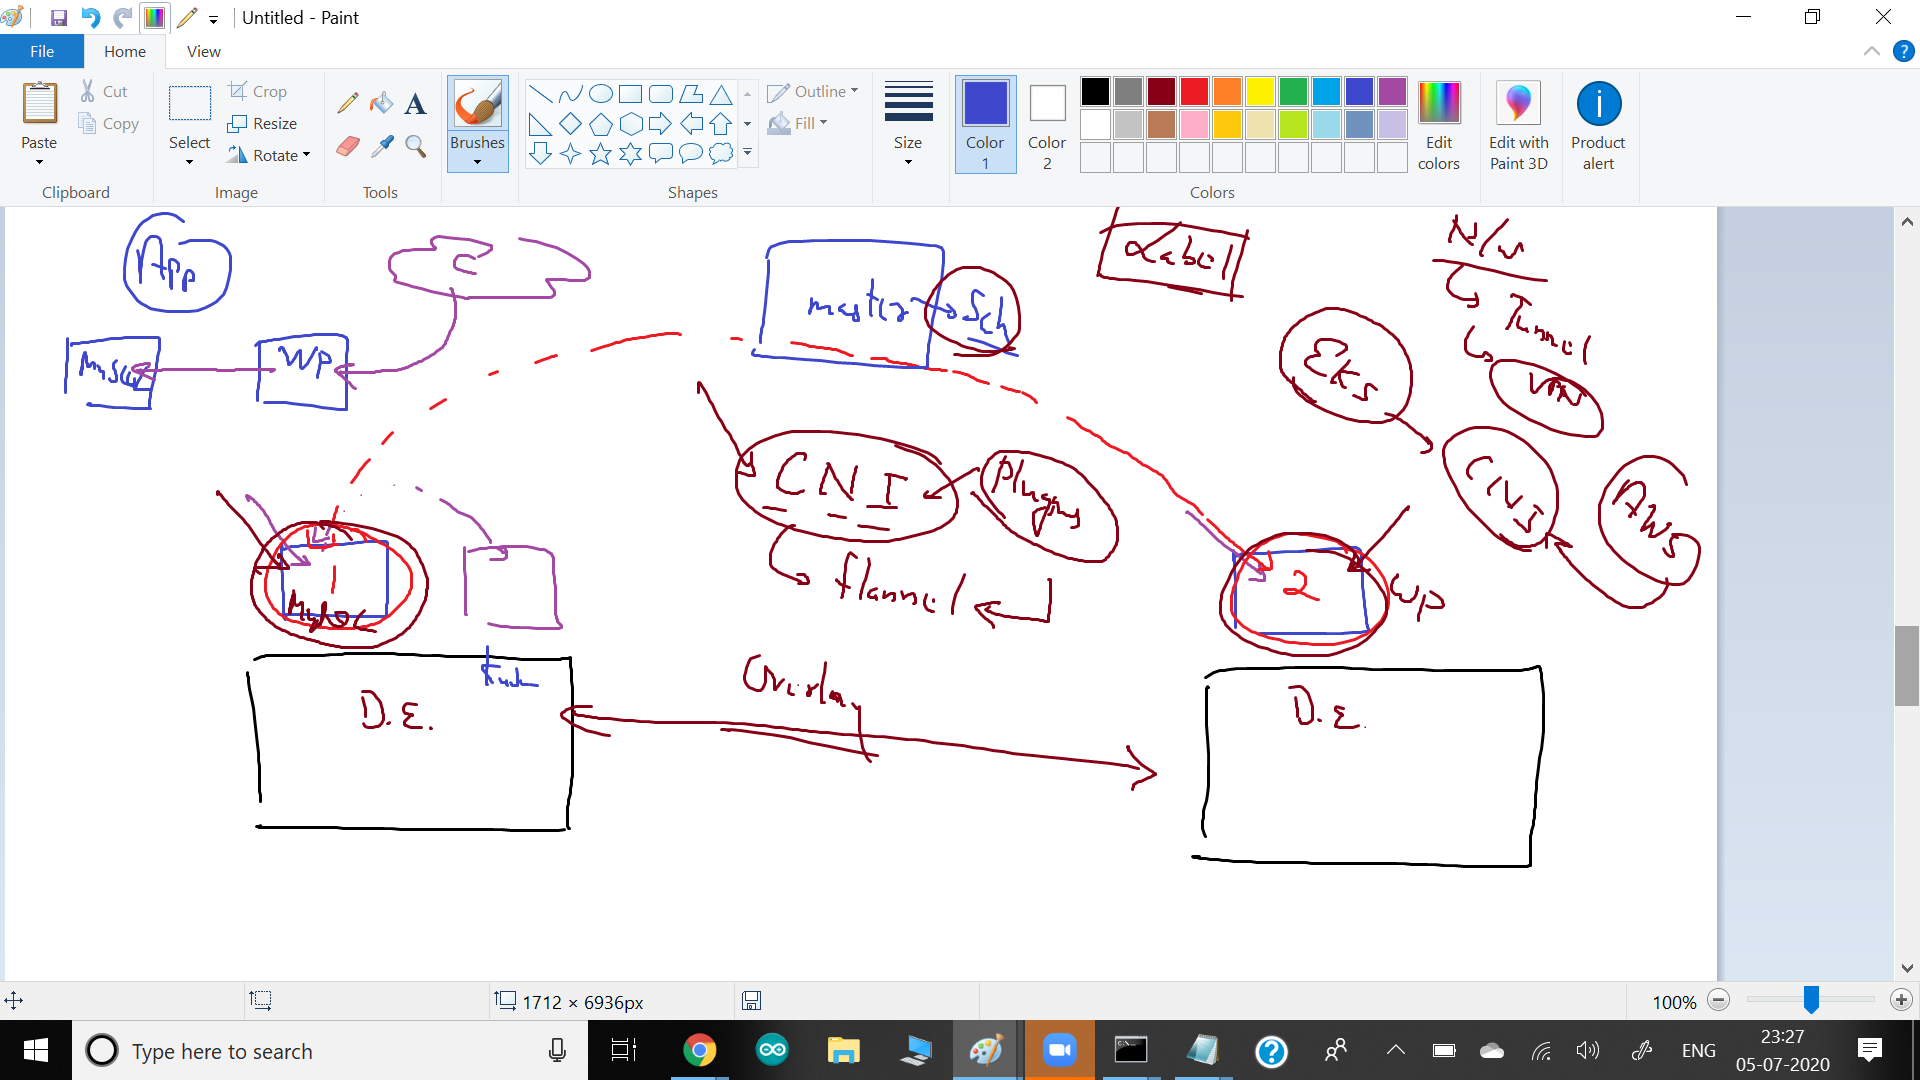 Untitled - Paint
File
Home
View
Paste
Cut
Copy
Clipboard
Select
Crop
Resize
Rotate
Image
Tools
Brushes
Shapes
Outline
Fill
Size
Color
1
Color
2
Colors
Edit
colors
Edit with
Paint 3D
Product
alert
App
C
WP
master
Sch
Label
N/w
Tunnel
EKS
CNI
AWS
CNI
Plugins
flannel
1
2
WP
D.E.
Overlay
D.E.
1712 × 6936px
100%
Type here to search
ENG
23:27
05-07-2020